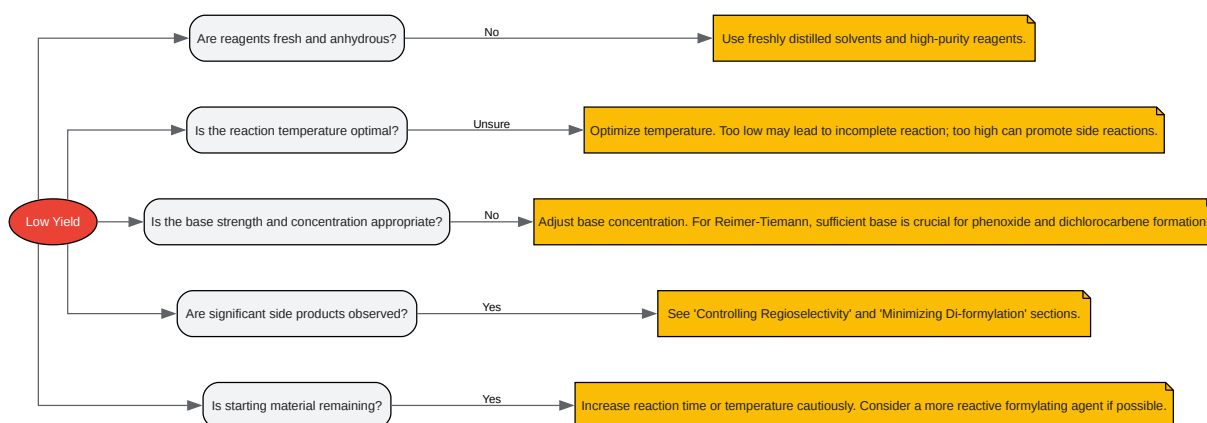 Are reagents fresh and anhydrous?
No
Use freshly distilled solvents and high-purity reagents.
Is the reaction temperature optimal?
Unsure
Optimize temperature. Too low may lead to incomplete reaction; too high can promote side reactions.
Low Yield
Is the base strength and concentration appropriate?
No
Adjust base concentration. For Reimer-Tiemann, sufficient base is crucial for phenoxide and dichlorocarbene formation
Are significant side products observed?
Yes
See 'Controlling Regioselectivity' and 'Minimizing Di-formylation' sections.
Is starting material remaining?
Yes
Increase reaction time or temperature cautiously. Consider a more reactive formylating agent if possible.